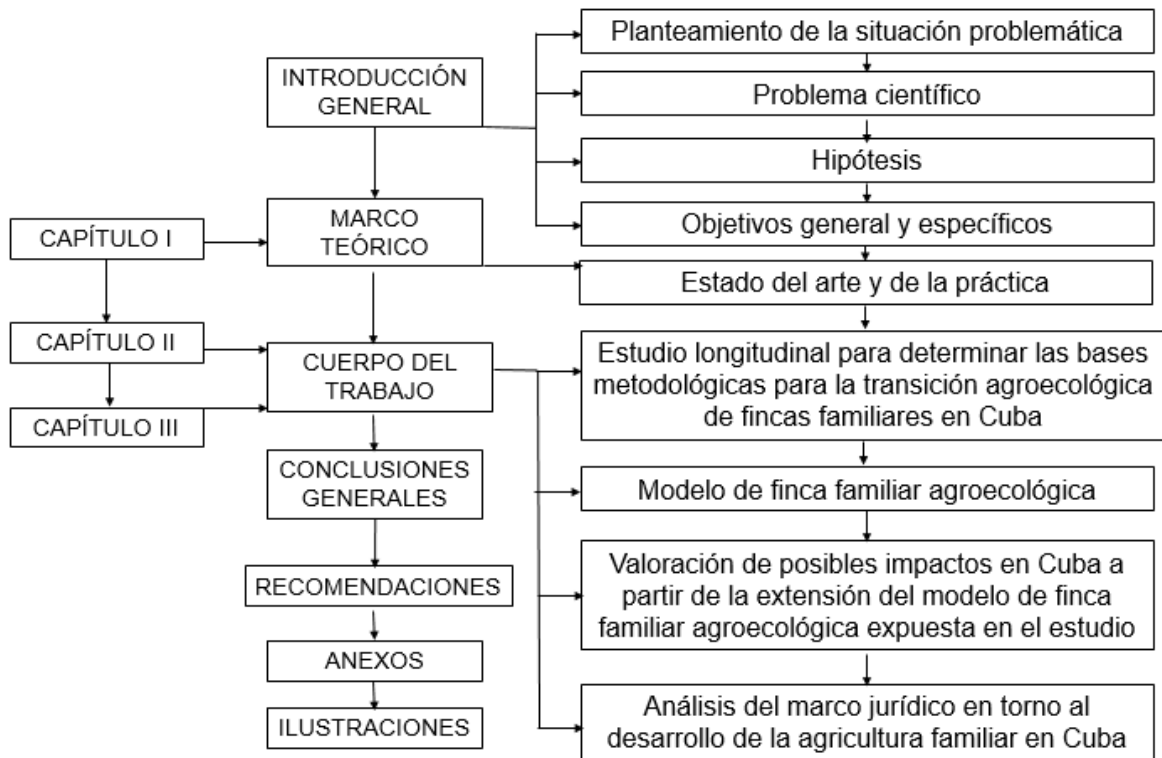 Planteamiento de la situación problemática
INTRODUCCIÓN
GENERAL
Problema científico
Hipótesis
MARCO
TEÓRICO
Objetivos general y específicos
CAPÍTULO I
Estado del arte y de la práctica
CAPÍTULO II
CUERPO DEL
TRABAJO
Estudio longitudinal para determinar las bases
metodológicas para la transición agroecológica
de fincas familiares en Cuba
CAPÍTULO III
CONCLUSIONES
GENERALES
Modelo de finca familiar agroecológica
RECOMENDACIONES
Valoración de posibles impactos en Cuba a
partir de la extensión del modelo de finca
familiar agroecológica expuesta en el estudio
ANEXOS
ILUSTRACIONES
Análisis del marco jurídico en torno al
desarrollo de la agricultura familiar en Cuba